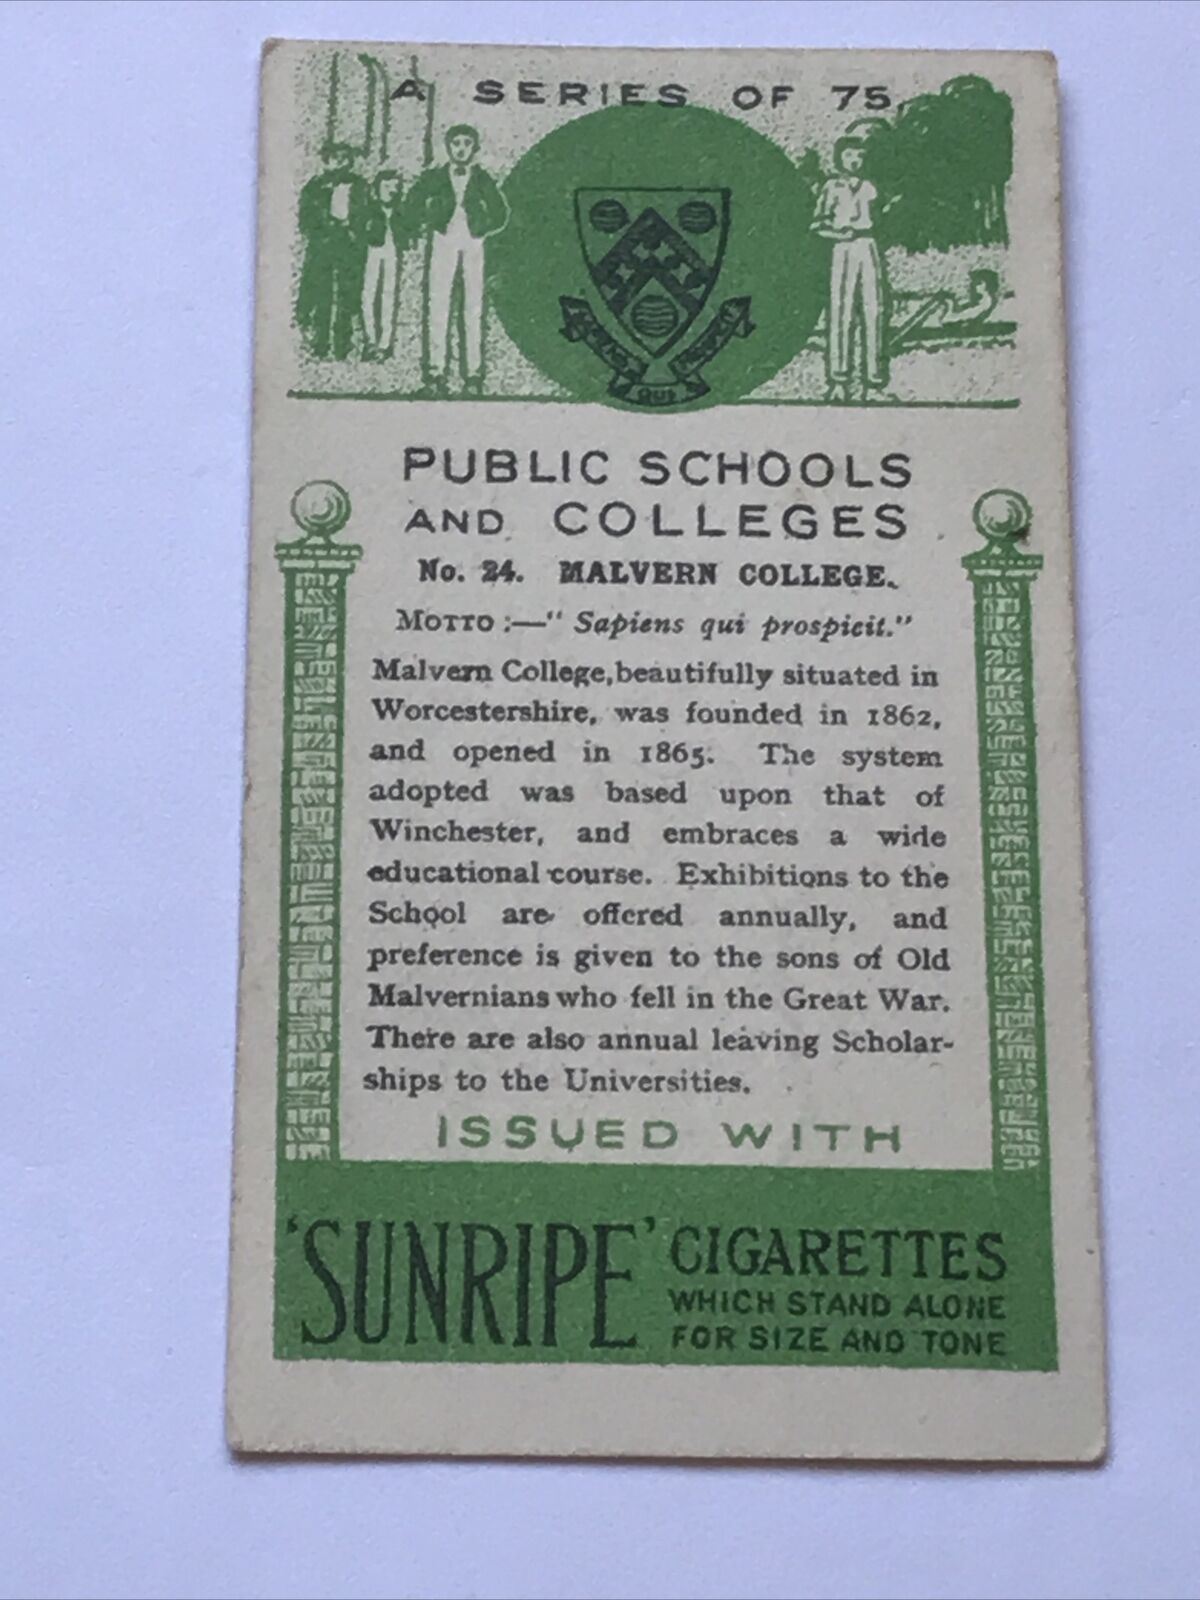 A SERIES OF 75.
QUI
PUBLIC SCHOOLS
AND COLLEGES
No. 24. MALVERN COLLEGE.
MOTTO :—" Sapiens qui prospicit."
Malvern College, beautifully situated in
Worcestershire, was founded in 1862,
and opened in 1865. The system
adopted was based upon that of
Winchester, and embraces a wide
educational course. Exhibitions to the
School are offered annually, and
preference is given to the sons of Old
Malvernians who fell in the Great War.
There are also annual leaving Scholar-
ships to the Universities.
ISSUED WITH
'SUNRIPE' CIGARETTES
WHICH STAND ALONE
FOR SIZE AND TONE